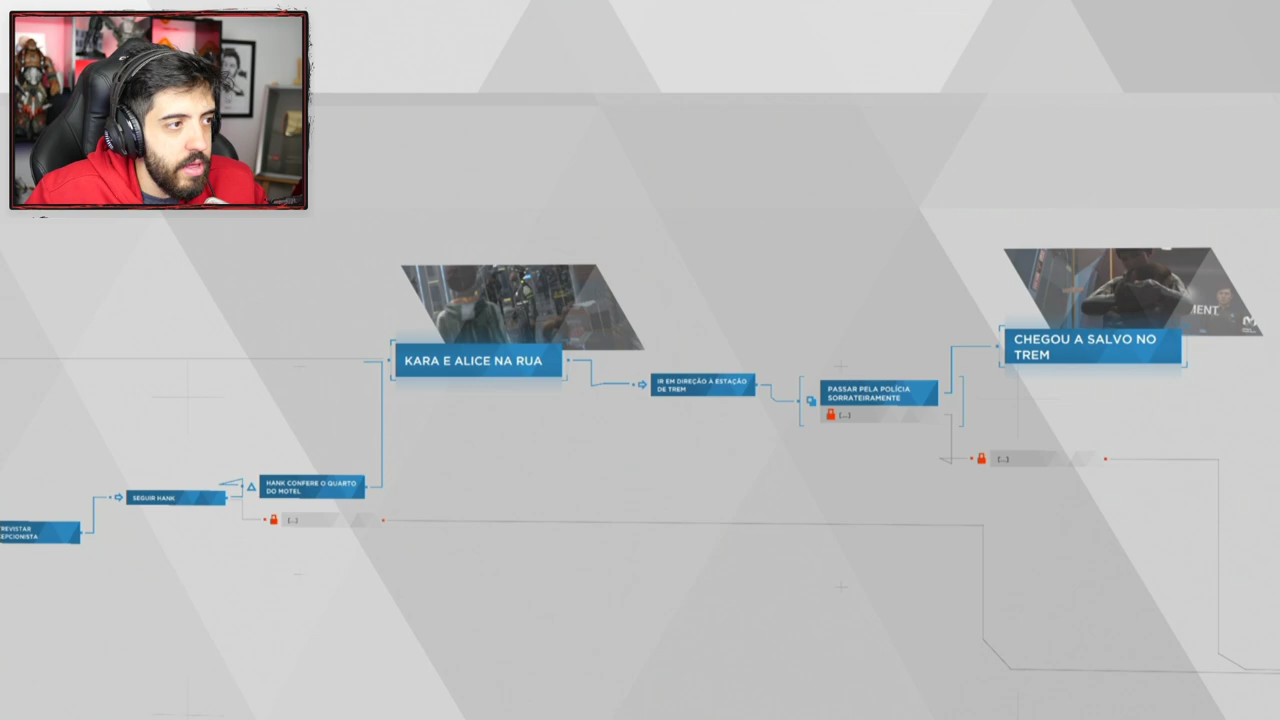 KARA E ALICE NA RUA
IR EM DIREÇÃO À ESTAÇÃO
DE TREM
PASSAR PELA POLÍCIA
SORRATEIRAMENTE
[...]
CHEGOU A SALVO NO
TREM
[...]
SEGUIR HANK
HANK CONFERE O QUARTO
DO MOTEL
[...]
REVISTAR
EPCIONISTA